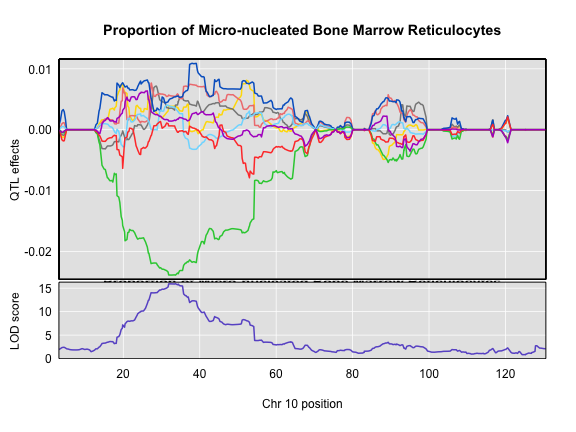 Proportion of Micro-nucleated Bone Marrow Reticulocytes
0.01
0.00
-0.01
-0.02
QTL effects
15
10
5
0
LOD score
20 40 60 80 100 120
Chr 10 position